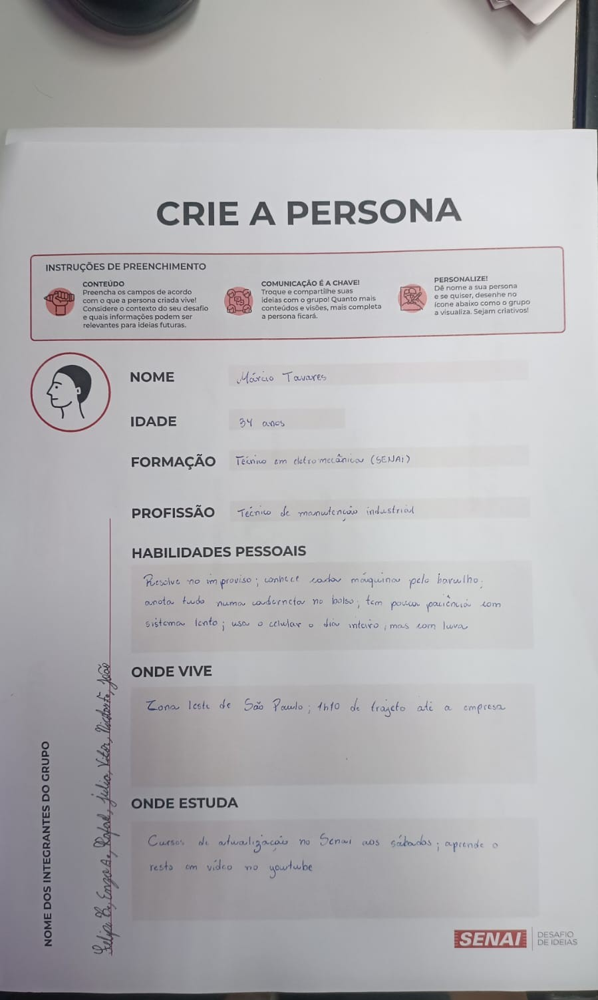 CRIE A PERSONA
INSTRUÇÕES DE PREENCHIMENTO
CONTEÚDO
Preencha os campos de acordo
com o que a persona criada vive!
Considere o contexto do seu desafio
e quais informações podem ser
relevantes para ideias futuras.
COMUNICAÇÃO É A CHAVE!
Troque e compartilhe suas
ideias com o grupo! Quanto mais
conteúdos e visões, mais completa
a persona ficará.
PERSONALIZE!
Dê nome a sua persona
e se quiser, desenhe no
ícone abaixo como o grupo
a visualiza. Sejam criativos!
NOME
Márcio Tavares
IDADE
34 anos
FORMAÇÃO
Técnico em eletromecânica (SENAI)
PROFISSÃO
Técnico de manutenção industrial
HABILIDADES PESSOAIS
Resolve no improviso; conhece cada máquina pelo barulho;
anota tudo numa caderneta no bolso; tem pouca paciência com
sistema lento; usa o celular o dia inteiro, mas com luva
ONDE VIVE
Zona leste de São Paulo; 1h10 de trajeto até a empresa
ONDE ESTUDA
Cursos de atualização no Senai aos sábados; aprende o
resto em vídeo no youtube
NOME DOS INTEGRANTES DO GRUPO
Felipe B, Enzo A, Rafael, Júlia, Vitor, João
SENAI
DESAFIO
DE IDEIAS